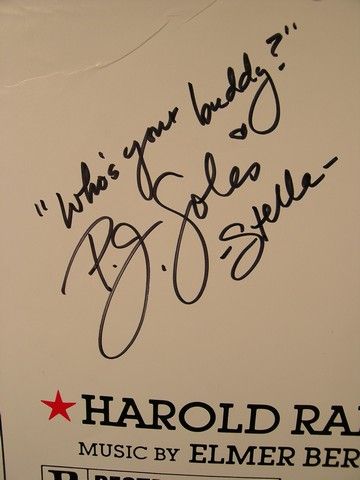 "Who's your buddy?"
P.J. Soles
-Stella-
★ HAROLD RA
MUSIC BY ELMER BER
R